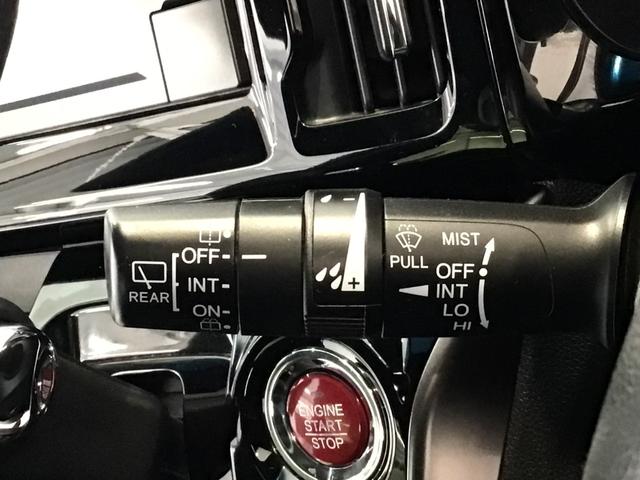 OFF
INT
ON
REAR
- 
+
PULL
MIST
OFF
INT
LO
HI
ENGINE
START
STOP